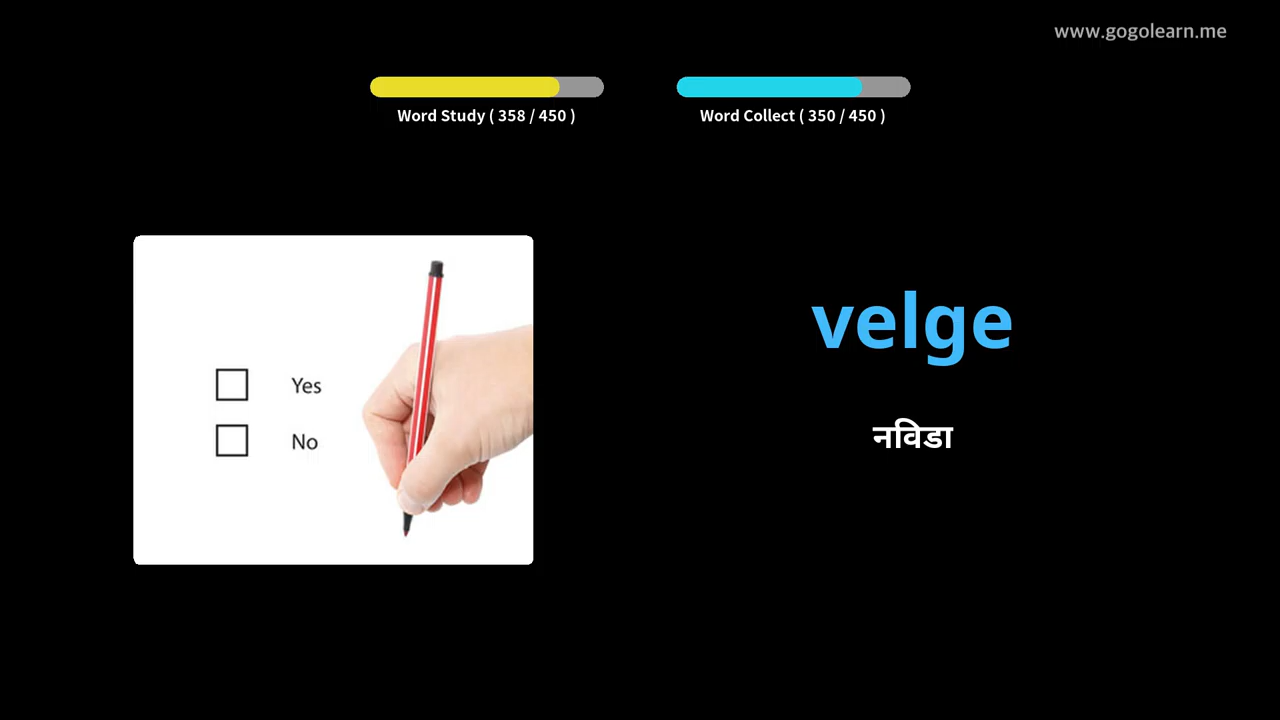 www.gogolearn.me
Word Study ( 358 / 450 )
Word Collect ( 350 / 450 )
Yes
No
velge
नविडा